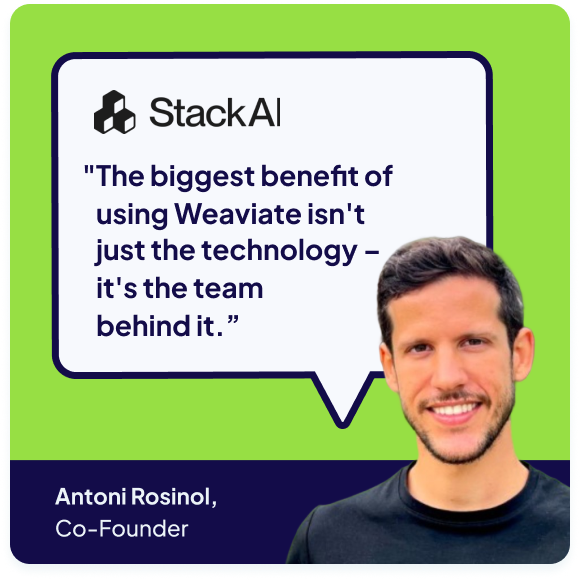 StackAI
"The biggest benefit of
using Weaviate isn't
just the technology –
it's the team
behind it.”
Antoni Rosinol,
Co-Founder